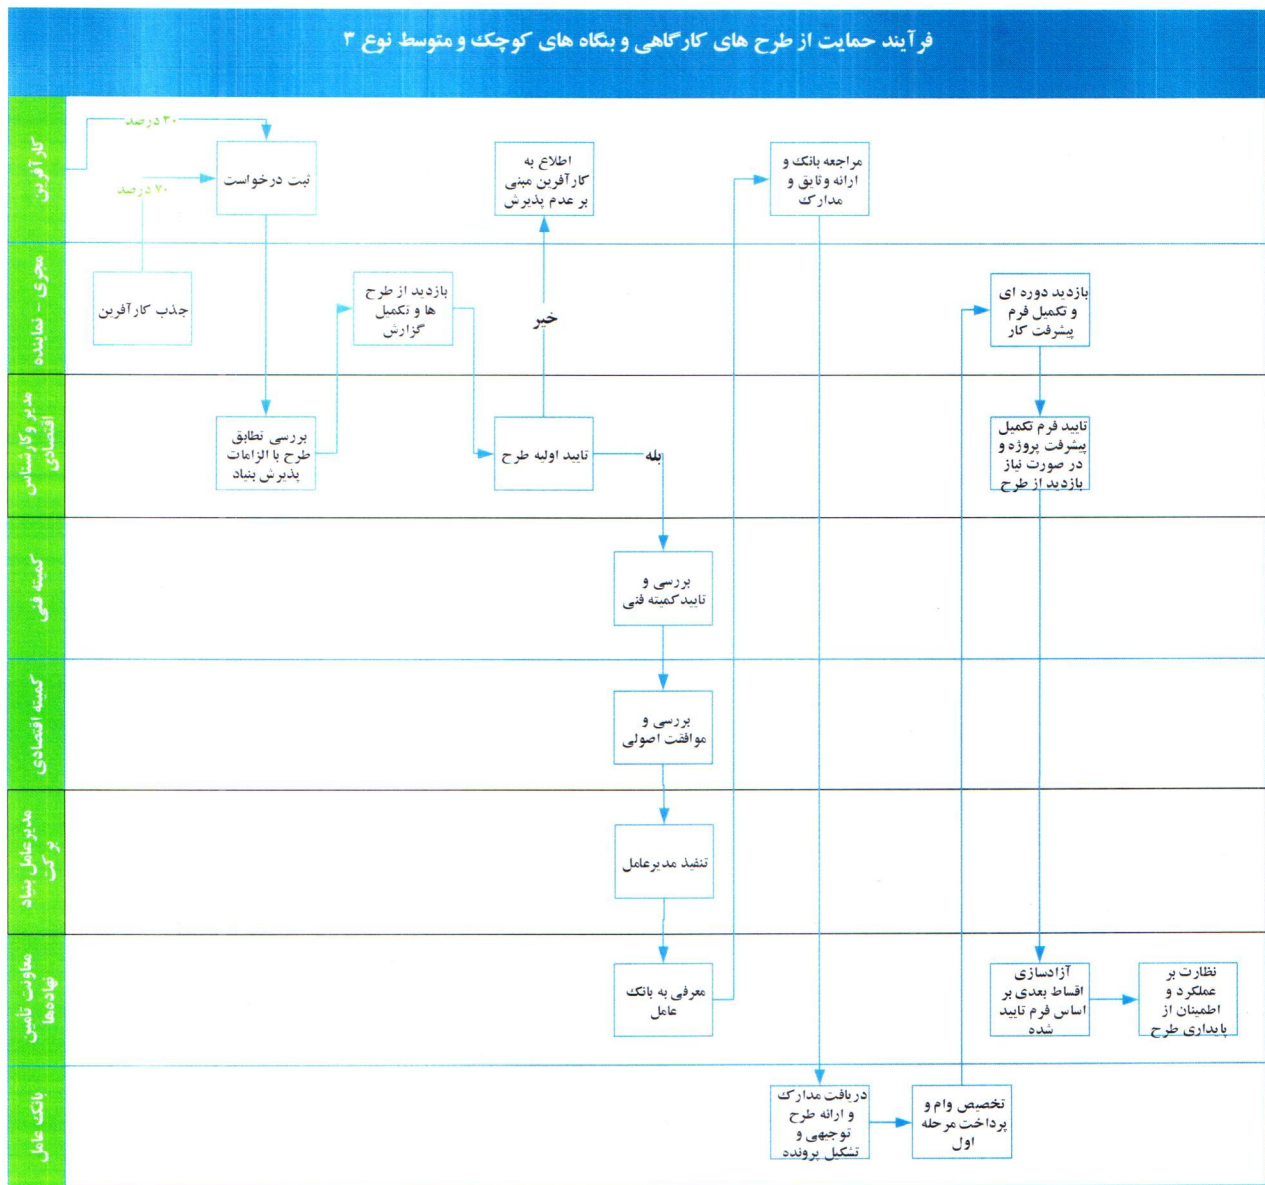 فرآیند حمایت از طرح های کارگاهی و بنگاه های کوچک و متوسط نوع ۳
کارآفرین
۳۰ درصد
۷۰ درصد
ثبت درخواست
اطلاع به
کارآفرین مبنی
بر عدم پذیرش
مراجعه بانک و
ارائه وثایق و
مدارک
مجری - نماینده
جذب کارآفرین
بازدید از طرح
ها و تکمیل
گزارش
خیر
بازدید دوره ای
و تکمیل فرم
پیشرفت کار
مدیر وکارشناس
اقتصادی
بررسی تطابق
طرح با الزامات
پذیرش بنیاد
تایید اولیه طرح
بله
تایید فرم تکمیل
پیشرفت پروژه و
در صورت نیاز
بازدید از طرح
کمیته فنی
بررسی و
تایید کمیته فنی
کمیته اقتصادی
بررسی و
موافقت اصولی
مدیرعامل بنیاد
برکت
تنفیذ مدیرعامل
معاونت تأمین
نهاده‌ها
معرفی به بانک
عامل
آزادسازی
اقساط بعدی بر
اساس فرم تایید
شده
نظارت بر
عملکرد و
اطمینان از
پایداری طرح
بانک عامل
دریافت مدارک
و ارائه طرح
توجیهی و
تشکیل پرونده
تخصیص وام و
پرداخت مرحله
اول